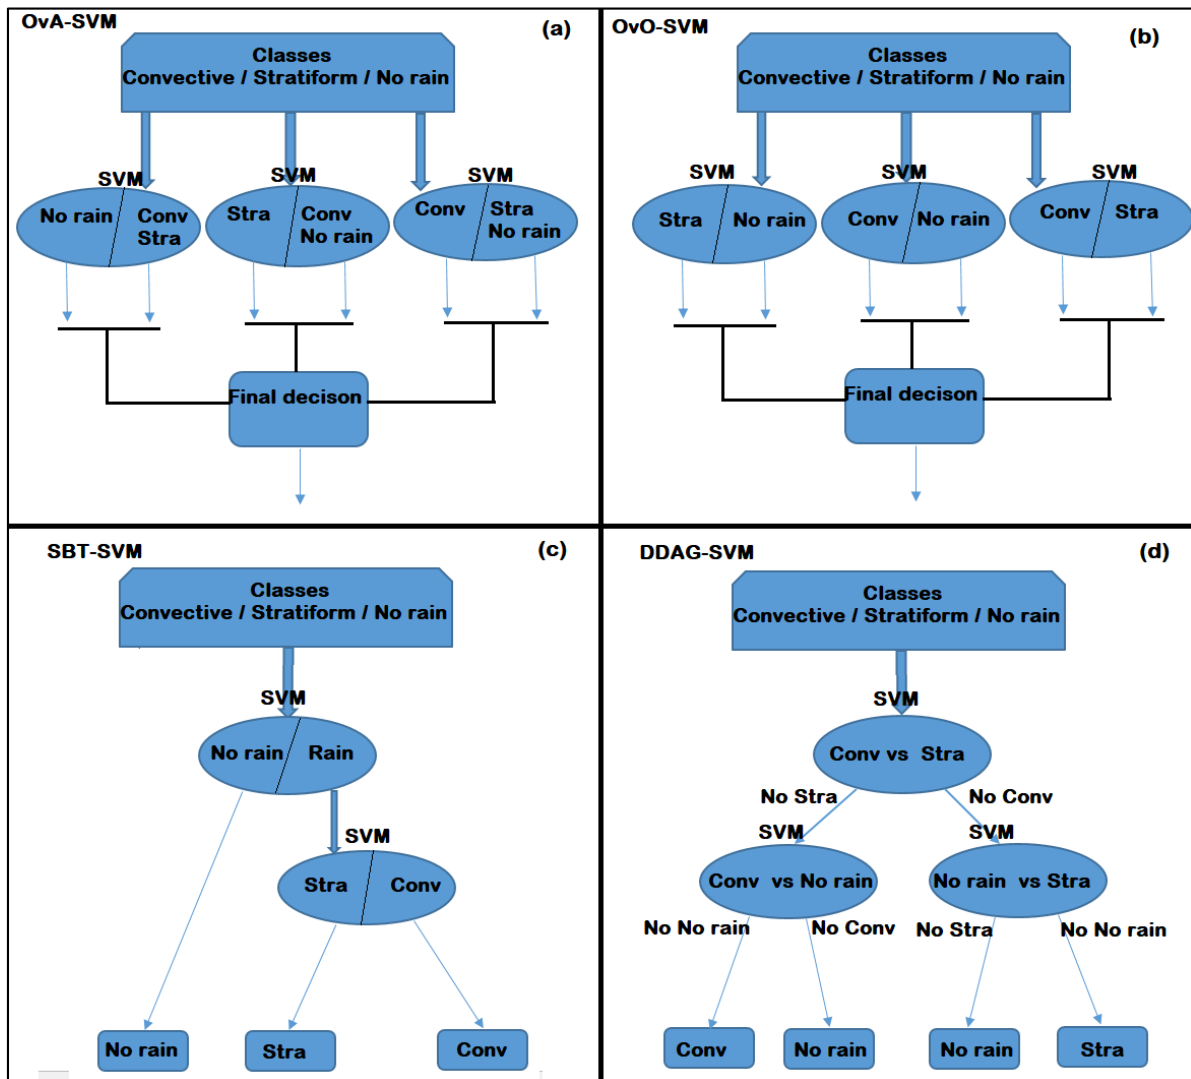 OvA-SVM
(a)
Classes
Convective / Stratiform / No rain
SVM
SVM
SVM
No rain
Conv
Stra
Stra
Conv
No rain
Conv
Stra
No rain
Final decison
OvO-SVM
(b)
Classes
Convective / Stratiform / No rain
SVM
SVM
SVM
Stra
No rain
Conv
No rain
Conv
Stra
Final decison
SBT-SVM
(c)
Classes
Convective / Stratiform / No rain
SVM
No rain
Rain
SVM
Stra
Conv
No rain
Stra
Conv
DDAG-SVM
(d)
Classes
Convective / Stratiform / No rain
SVM
Conv vs Stra
No Stra
No Conv
SVM
SVM
Conv vs No rain
No rain vs Stra
No No rain
No Conv
No Stra
No No rain
Conv
No rain
No rain
Stra